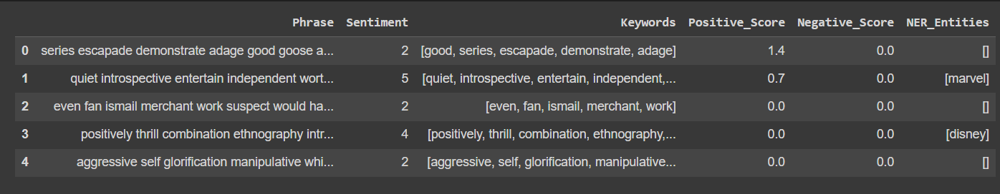 Phrase Sentiment Keywords Positive_Score Negative_Score NER_Entities
0 series escapade demonstrate adage good goose a... 2 [good, series, escapade, demonstrate, adage] 1.4 0.0 []
1 quiet introspective entertain independent wort... 5 [quiet, introspective, entertain, independent,... 0.7 0.0 [marvel]
2 even fan ismail merchant work suspect would ha... 2 [even, fan, ismail, merchant, work] 0.0 0.0 []
3 positively thrill combination ethnography intr... 4 [positively, thrill, combination, ethnography,... 0.0 0.0 [disney]
4 aggressive self glorification manipulative whi... 2 [aggressive, self, glorification, manipulative... 0.0 0.0 []